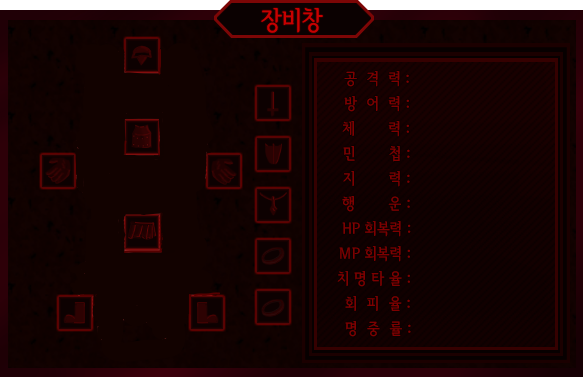 장비창
공 격 력 :
방 어 력 :
체 력 :
민 첩 :
지 력 :
행 운 :
HP 회복력 :
MP 회복력 :
치 명 타 율 :
회 피 율 :
명 중 률 :